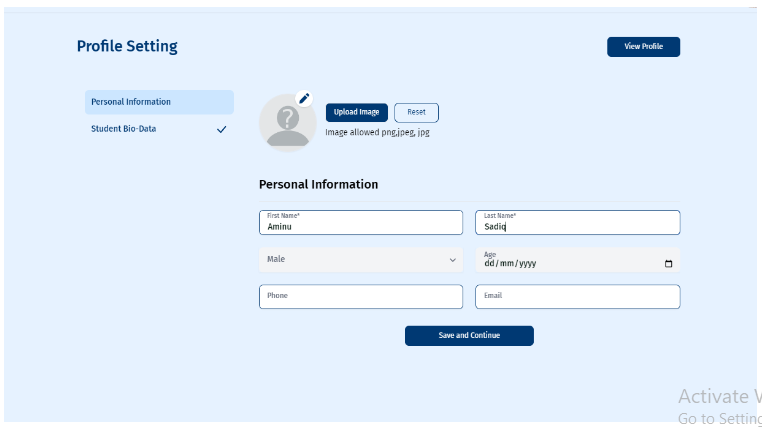 Profile Setting
View Profile
Personal Information
Student Bio-Data
Upload Image
Reset
Image allowed png,jpeg, jpg
Personal Information
First Name*
Aminu
Last Name*
Sadiq
Male
Age
dd/mm/yyyy
Phone
Email
Save and Continue
Activate
Go to Setting